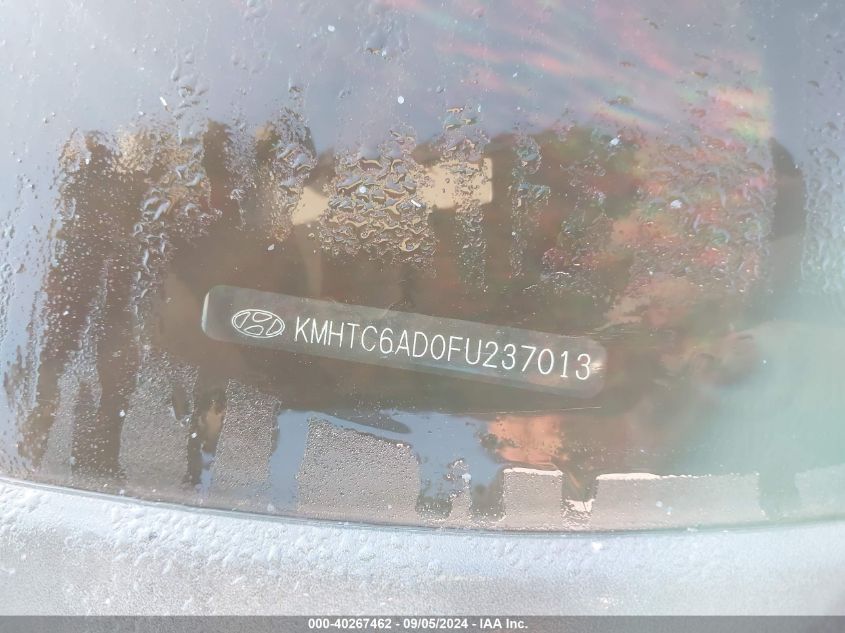 KMHTC6AD0FU237013
000-40267462 - 09/05/2024 - IAA Inc.